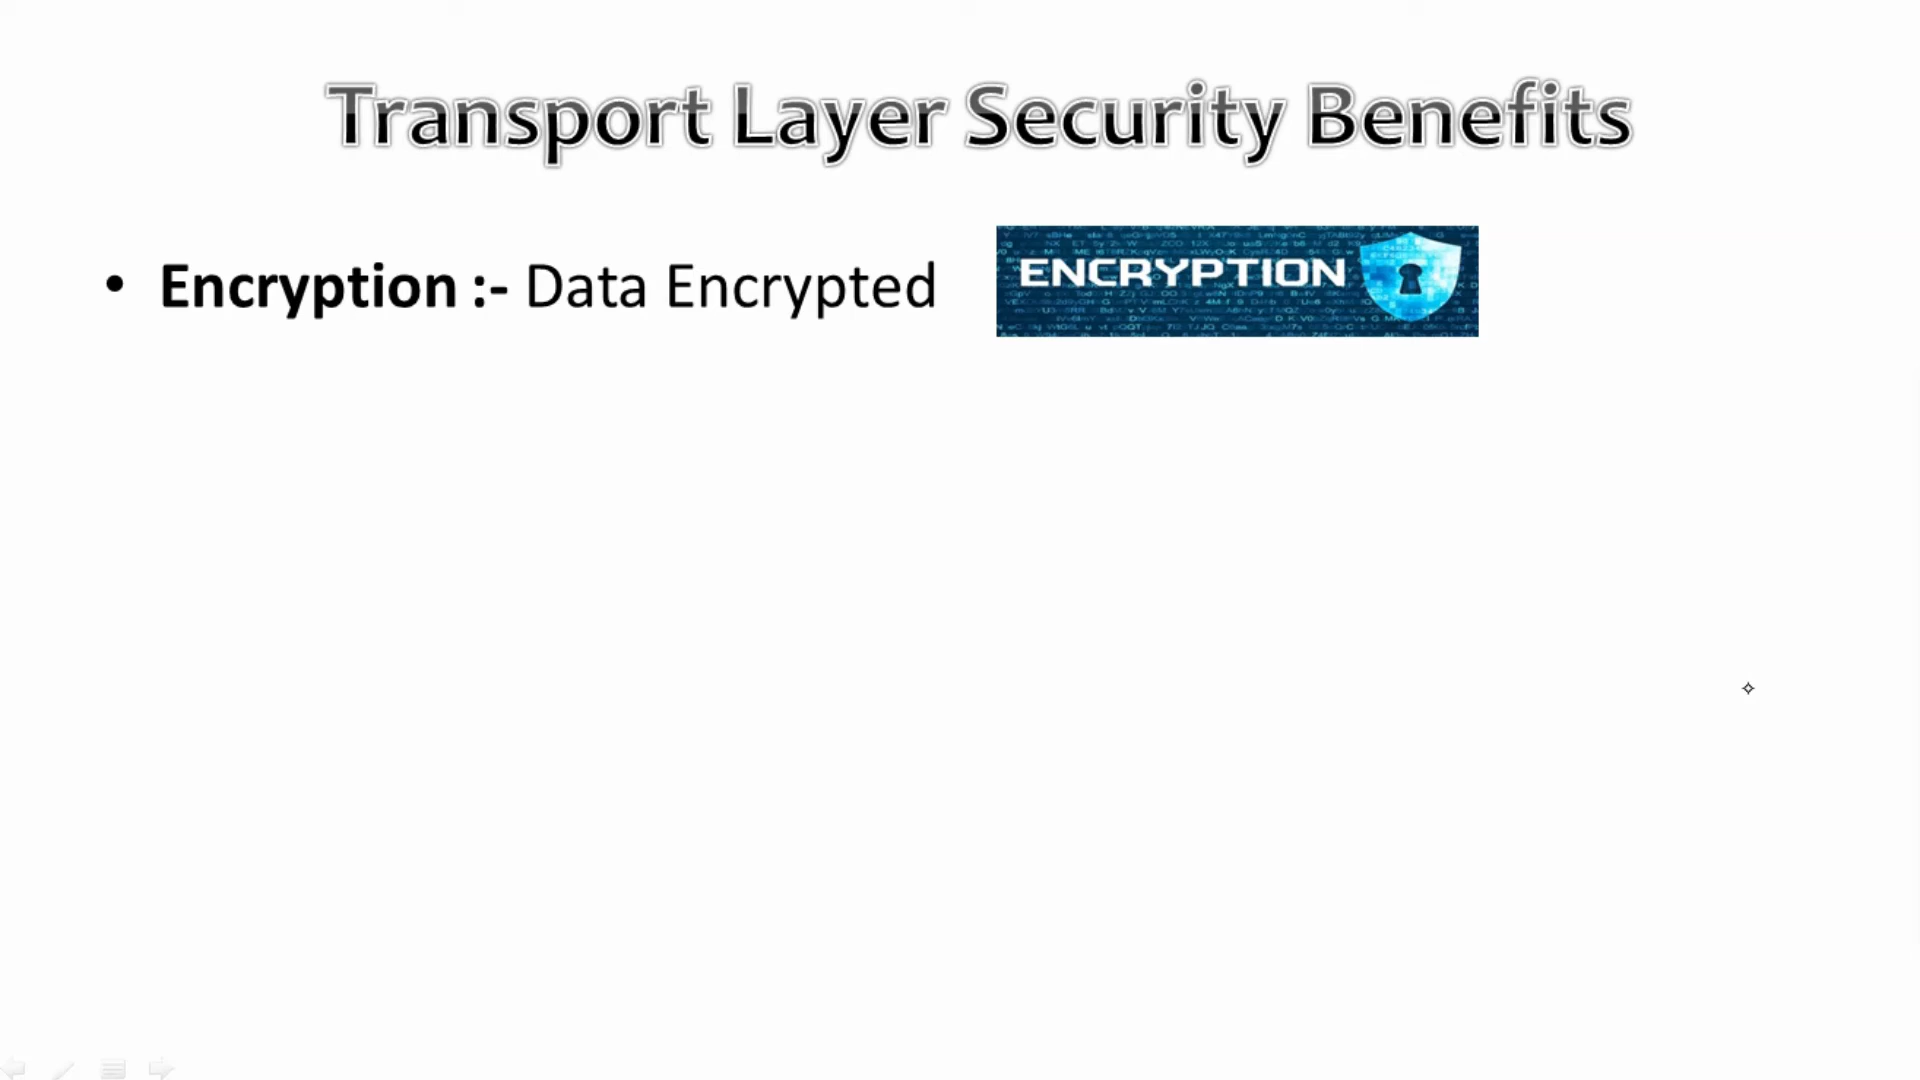 Transport Layer Security Benefits
• Encryption :- Data Encrypted
ENCRYPTION